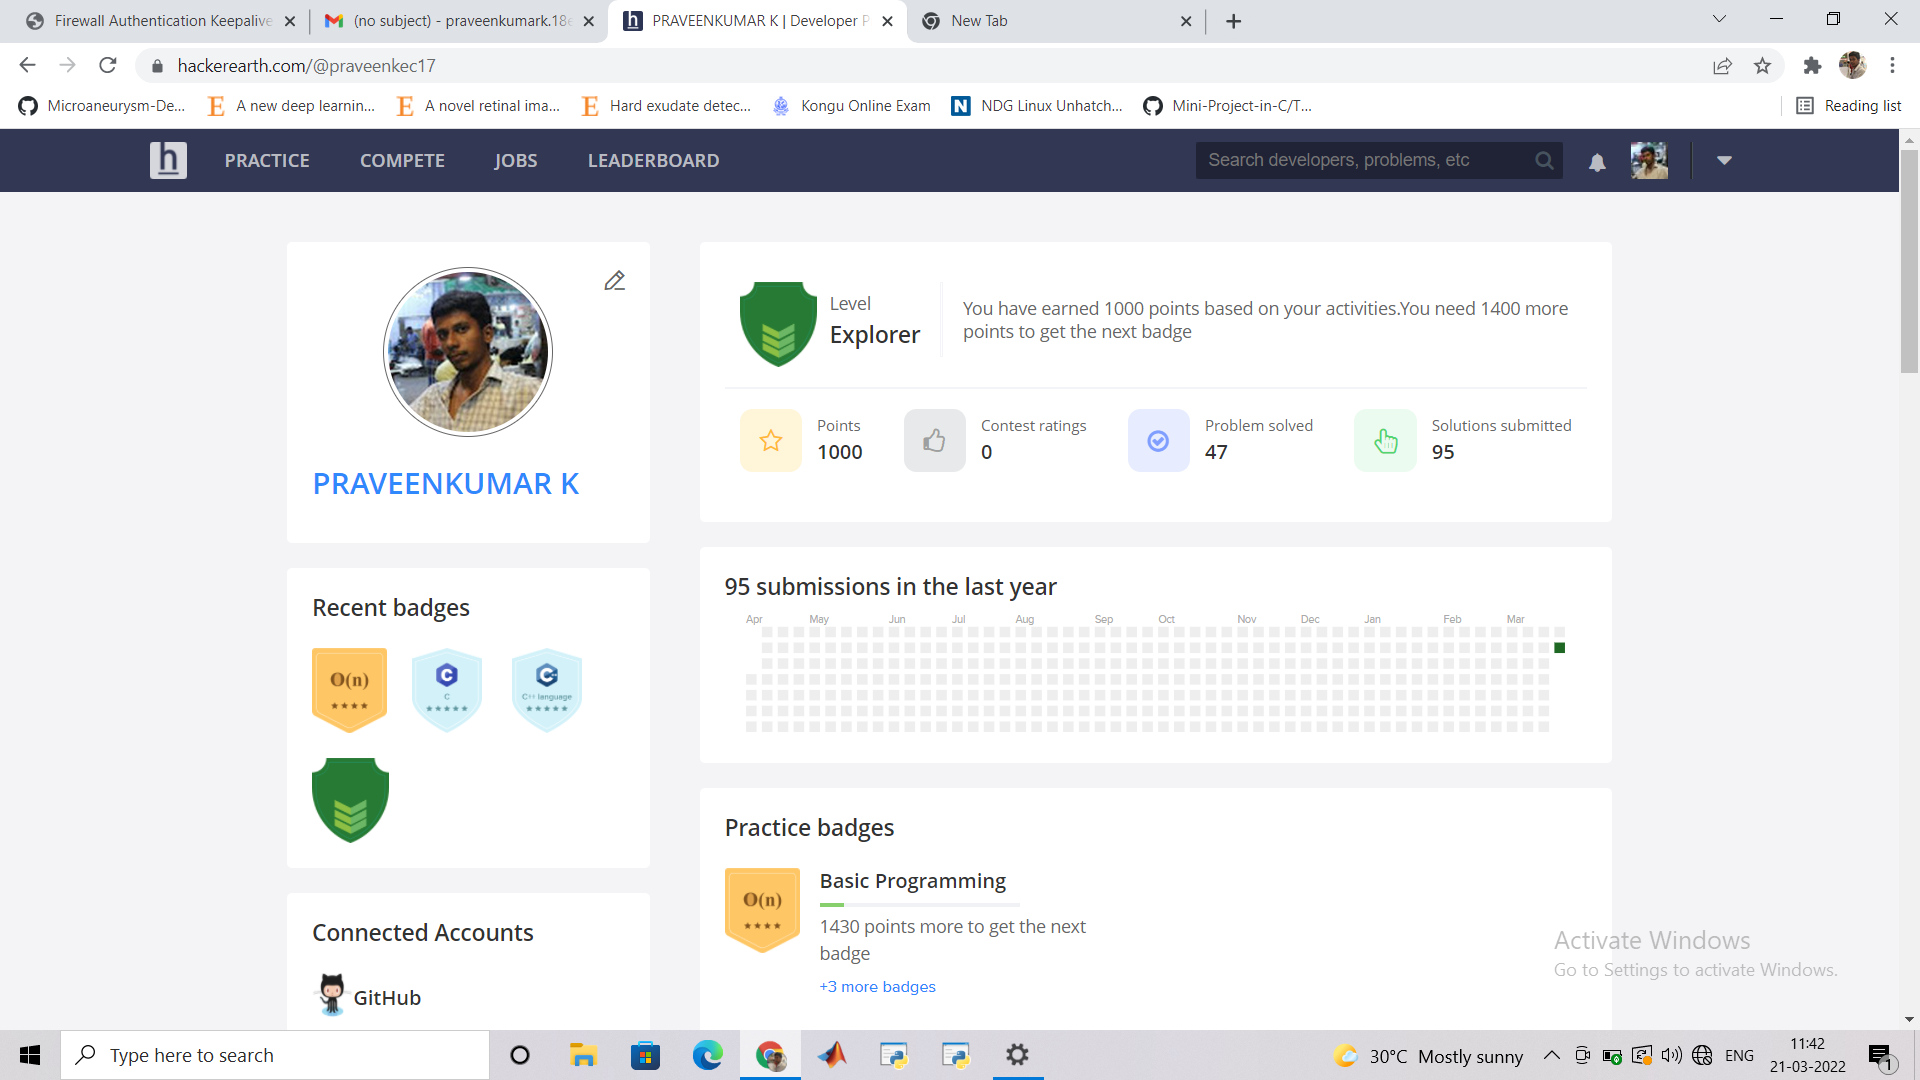 Firewall Authentication Keepalive
(no subject) - praveenkumark.18e
PRAVEENKUMAR K | Developer P
New Tab
hackerearth.com/@praveenkec17
Microaneurysm-De...
A new deep learnin...
A novel retinal ima...
Hard exudate detec...
Kongu Online Exam
NDG Linux Unhatch...
Mini-Project-in-C/T...
Reading list
h
PRACTICE
COMPETE
JOBS
LEADERBOARD
Search developers, problems, etc
PRAVEENKUMAR K
Level
Explorer
You have earned 1000 points based on your activities.You need 1400 more
points to get the next badge
Points
1000
Contest ratings
0
Problem solved
47
Solutions submitted
95
Recent badges
O(n)
C
C++ language
95 submissions in the last year
Apr May Jun Jul Aug Sep Oct Nov Dec Jan Feb Mar
Practice badges
O(n)
Basic Programming
1430 points more to get the next
badge
+3 more badges
Connected Accounts
GitHub
Activate Windows
Go to Settings to activate Windows.
Type here to search
30°C Mostly sunny
ENG
11:42
21-03-2022
1